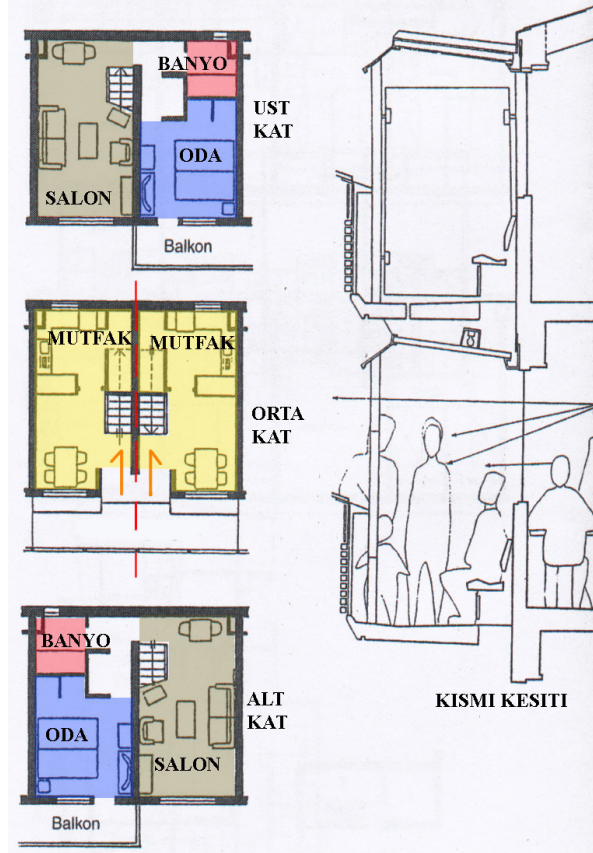 BANYO
UST
KAT
ODA
SALON
Balkon
MUTFAK
MUTFAK
ORTA
KAT
BANYO
ODA
ALT
KAT
SALON
Balkon
KISMI KESITI